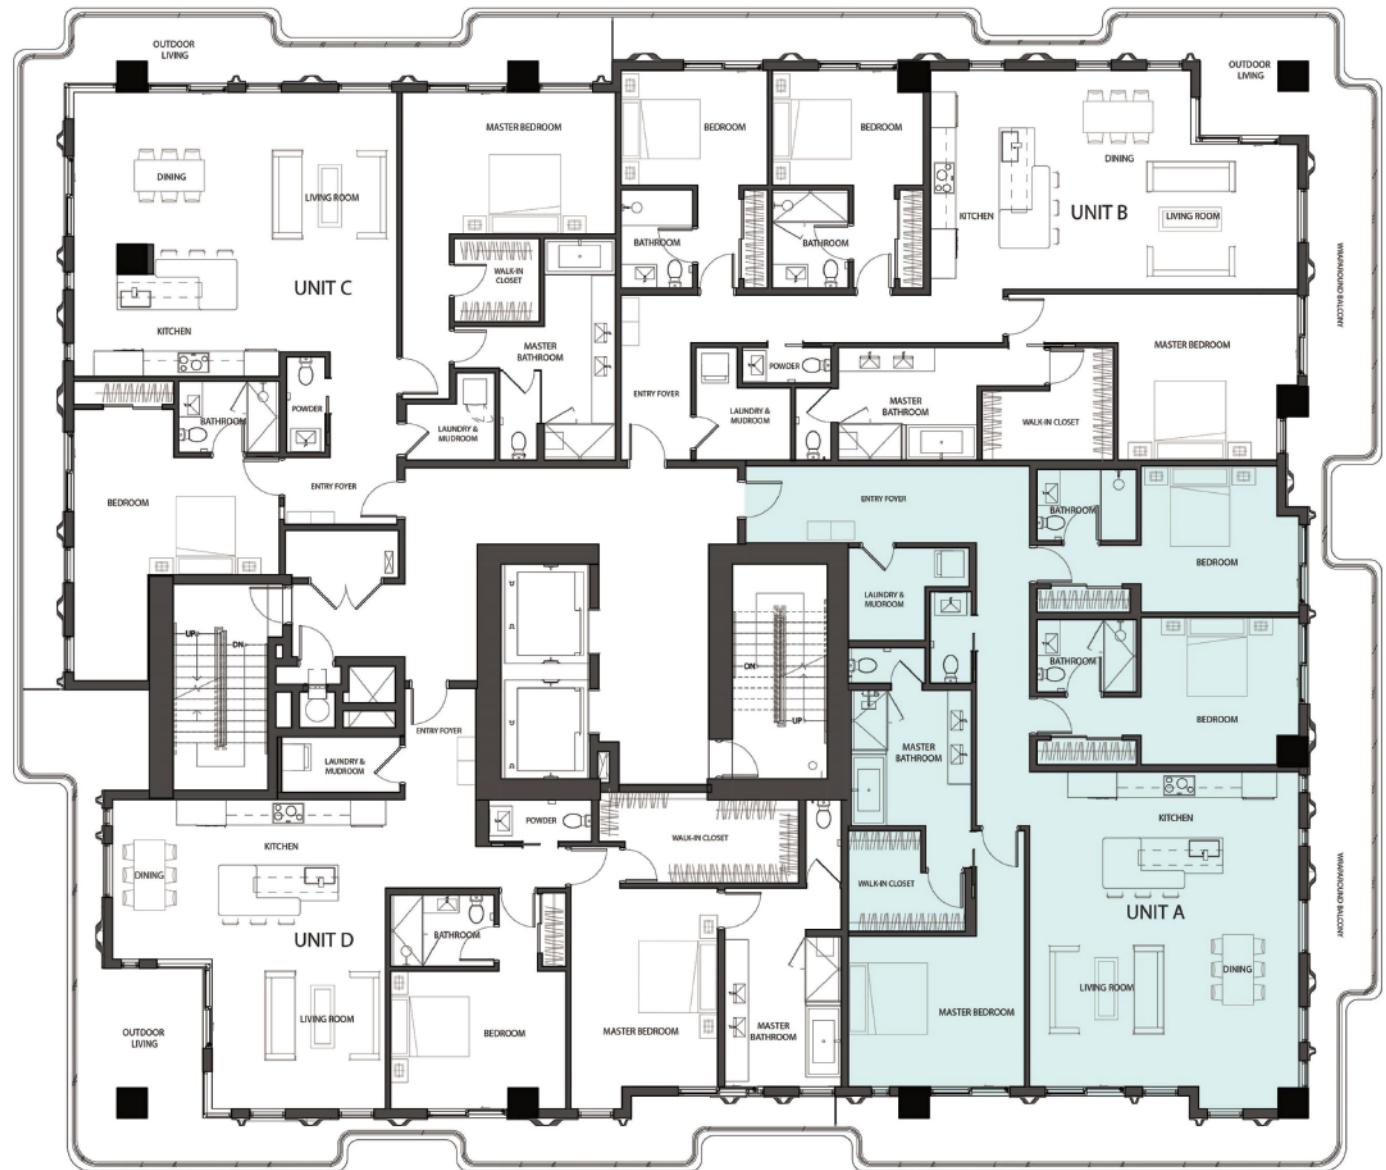 OUTDOOR
LIVING
OUTDOOR
LIVING
MASTER BEDROOM
BEDROOM
BEDROOM
DINING
DINING
LIVING ROOM
KITCHEN
UNIT B
LIVING ROOM
BATHROOM
BATHROOM
WALK-IN
CLOSET
UNIT C
WRAPAROUND BALCONY
KITCHEN
MASTER
BATHROOM
MASTER BEDROOM
POWDER
ENTRY FOYER
POWDER
BATHROOM
LAUNDRY &
MUDROOM
LAUNDRY &
MUDROOM
MASTER
BATHROOM
WALK-IN CLOSET
ENTRY FOYER
BEDROOM
ENTRY FOYER
BATHROOM
BEDROOM
LAUNDRY &
MUDROOM
UP
DN
DN
UP
BATHROOM
BEDROOM
ENTRY FOYER
LAUNDRY &
MUDROOM
MASTER
BATHROOM
POWDER
WALK-IN CLOSET
KITCHEN
KITCHEN
DINING
WALK-IN CLOSET
UNIT A
WRAPAROUND BALCONY
UNIT D
BATHROOM
DINING
LIVING ROOM
LIVING ROOM
MASTER BEDROOM
OUTDOOR
LIVING
BEDROOM
MASTER BEDROOM
MASTER
BATHROOM